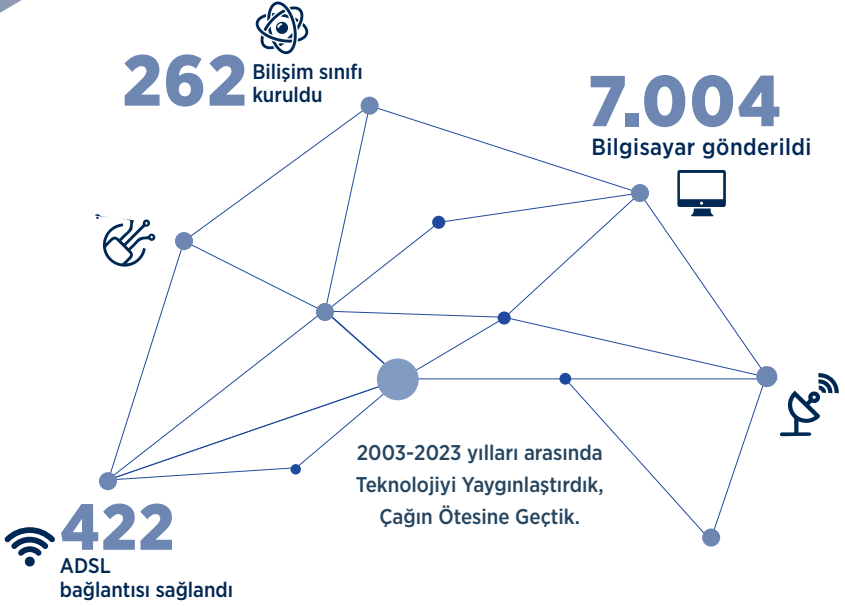 262
Bilişim sınıfı
kuruldu
7.004
Bilgisayar gönderildi
2003-2023 yılları arasında
Teknolojiyi Yaygınlaştırdık,
Çağın Ötesine Geçtik.
422
ADSL
bağlantısı sağlandı